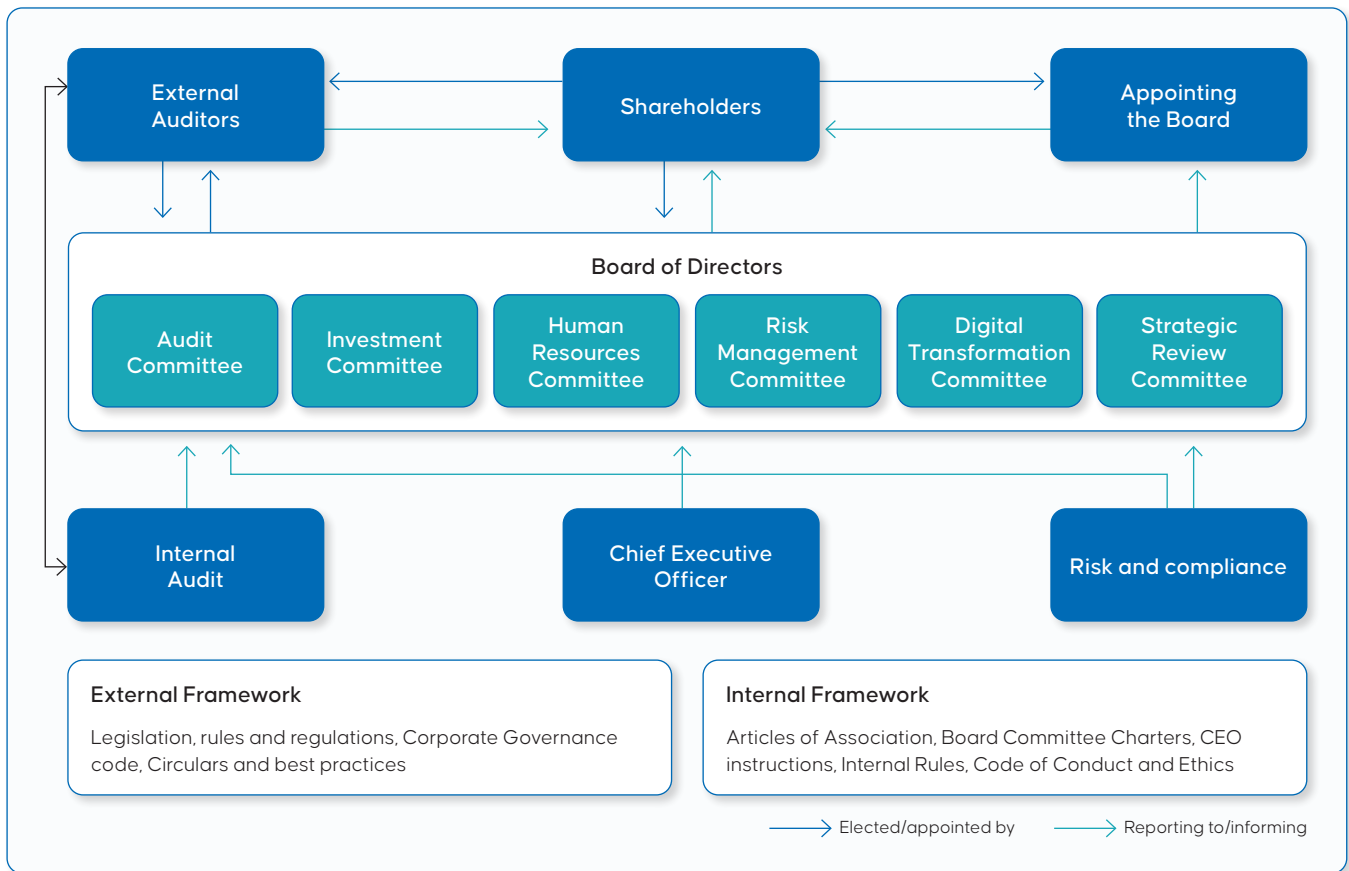 External
Auditors
Shareholders
Appointing
the Board
Board of Directors
Audit
Committee
Investment
Committee
Human
Resources
Committee
Risk
Management
Committee
Digital
Transformation
Committee
Strategic
Review
Committee
Internal
Audit
Chief Executive
Officer
Risk and compliance
External Framework
Legislation, rules and regulations, Corporate Governance
code, Circulars and best practices
Internal Framework
Articles of Association, Board Committee Charters, CEO
instructions, Internal Rules, Code of Conduct and Ethics
Elected/appointed by
Reporting to/informing